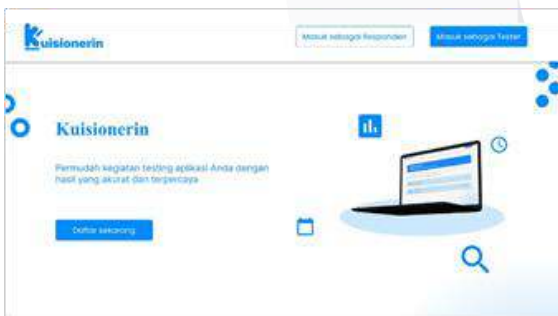 Kuisionerin
Masuk sebagai Responden
Masuk sebagai Tester
Kuisionerin
Permudah kegiatan testing aplikasi Anda dengan
hasil yang akurat dan terpercaya
Daftar sekarang